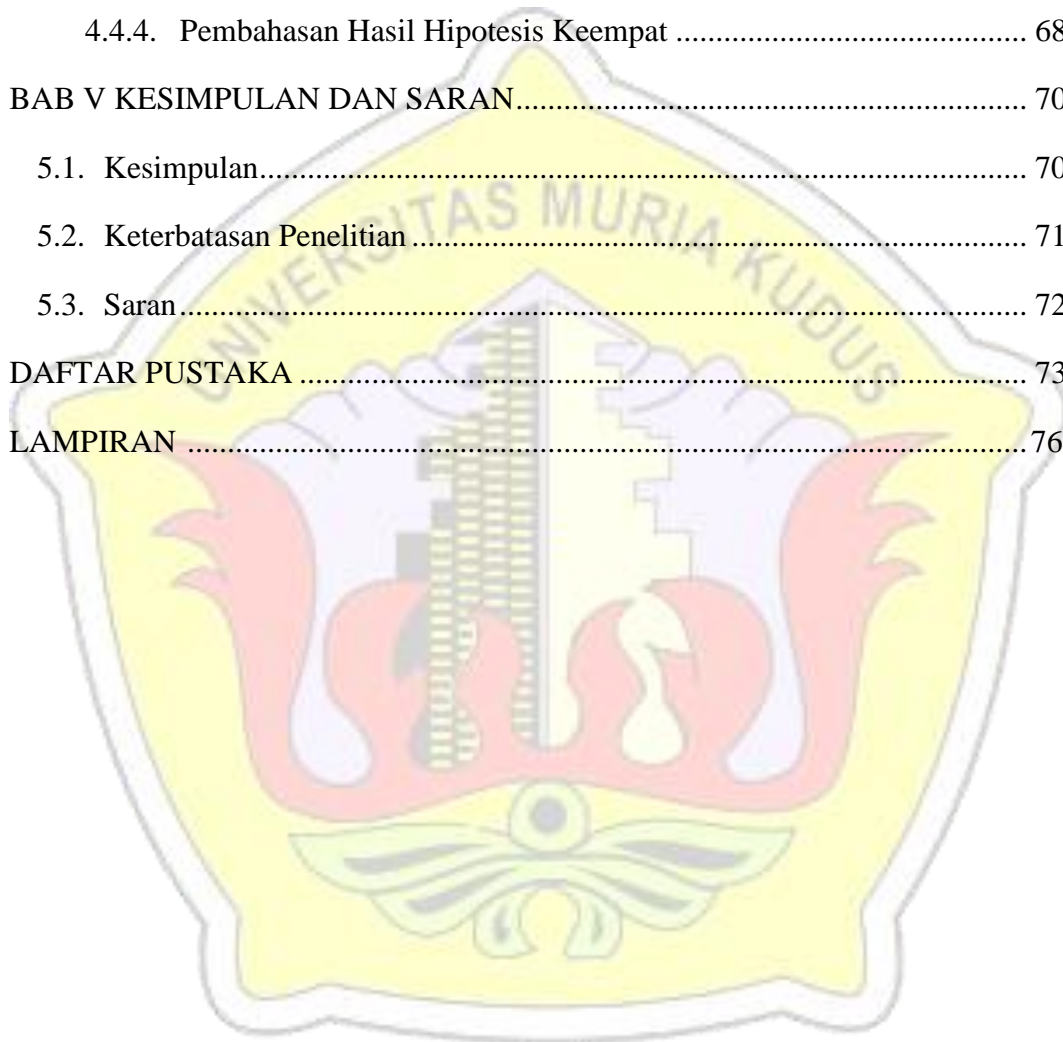 4.4.4. Pembahasan Hasil Hipotesis Keempat ........................................ 68
BAB V KESIMPULAN DAN SARAN............................................................ 70
5.1. Kesimpulan.......................................................................................... 70
5.2. Keterbatasan Penelitian ........................................................................ 71
5.3. Saran.................................................................................................... 72
DAFTAR PUSTAKA ..................................................................................... 73
LAMPIRAN .................................................................................................. 76
UNIVERSITAS MURIA KUDUS